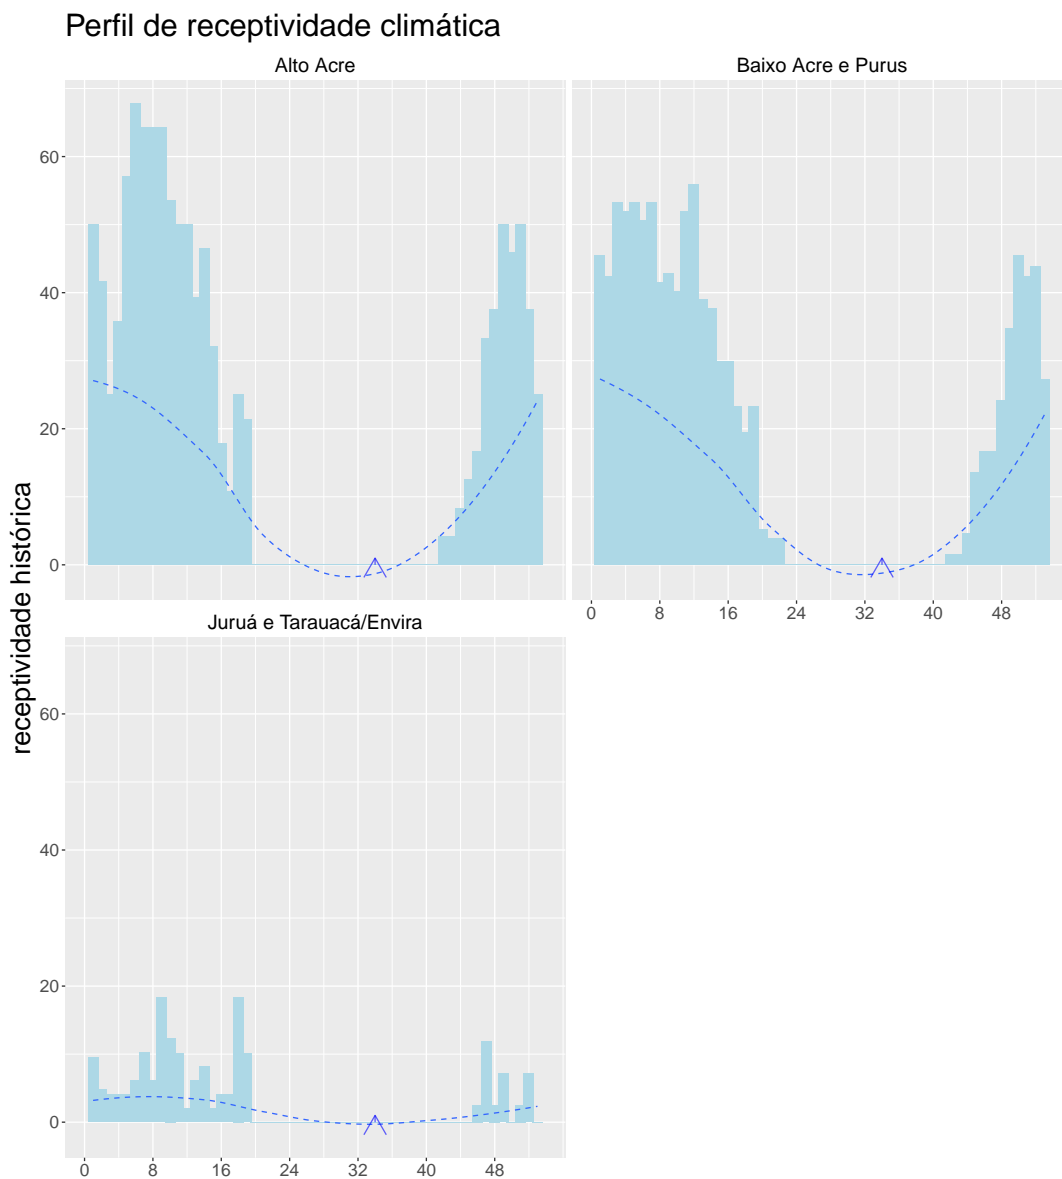 Perfil de receptividade climática
Alto Acre
Baixo Acre e Purus
receptividade histórica
60
40
20
0
0 8 16 24 32 40 48
Juruá e Tarauacá/Envira
60
40
20
0
0 8 16 24 32 40 48